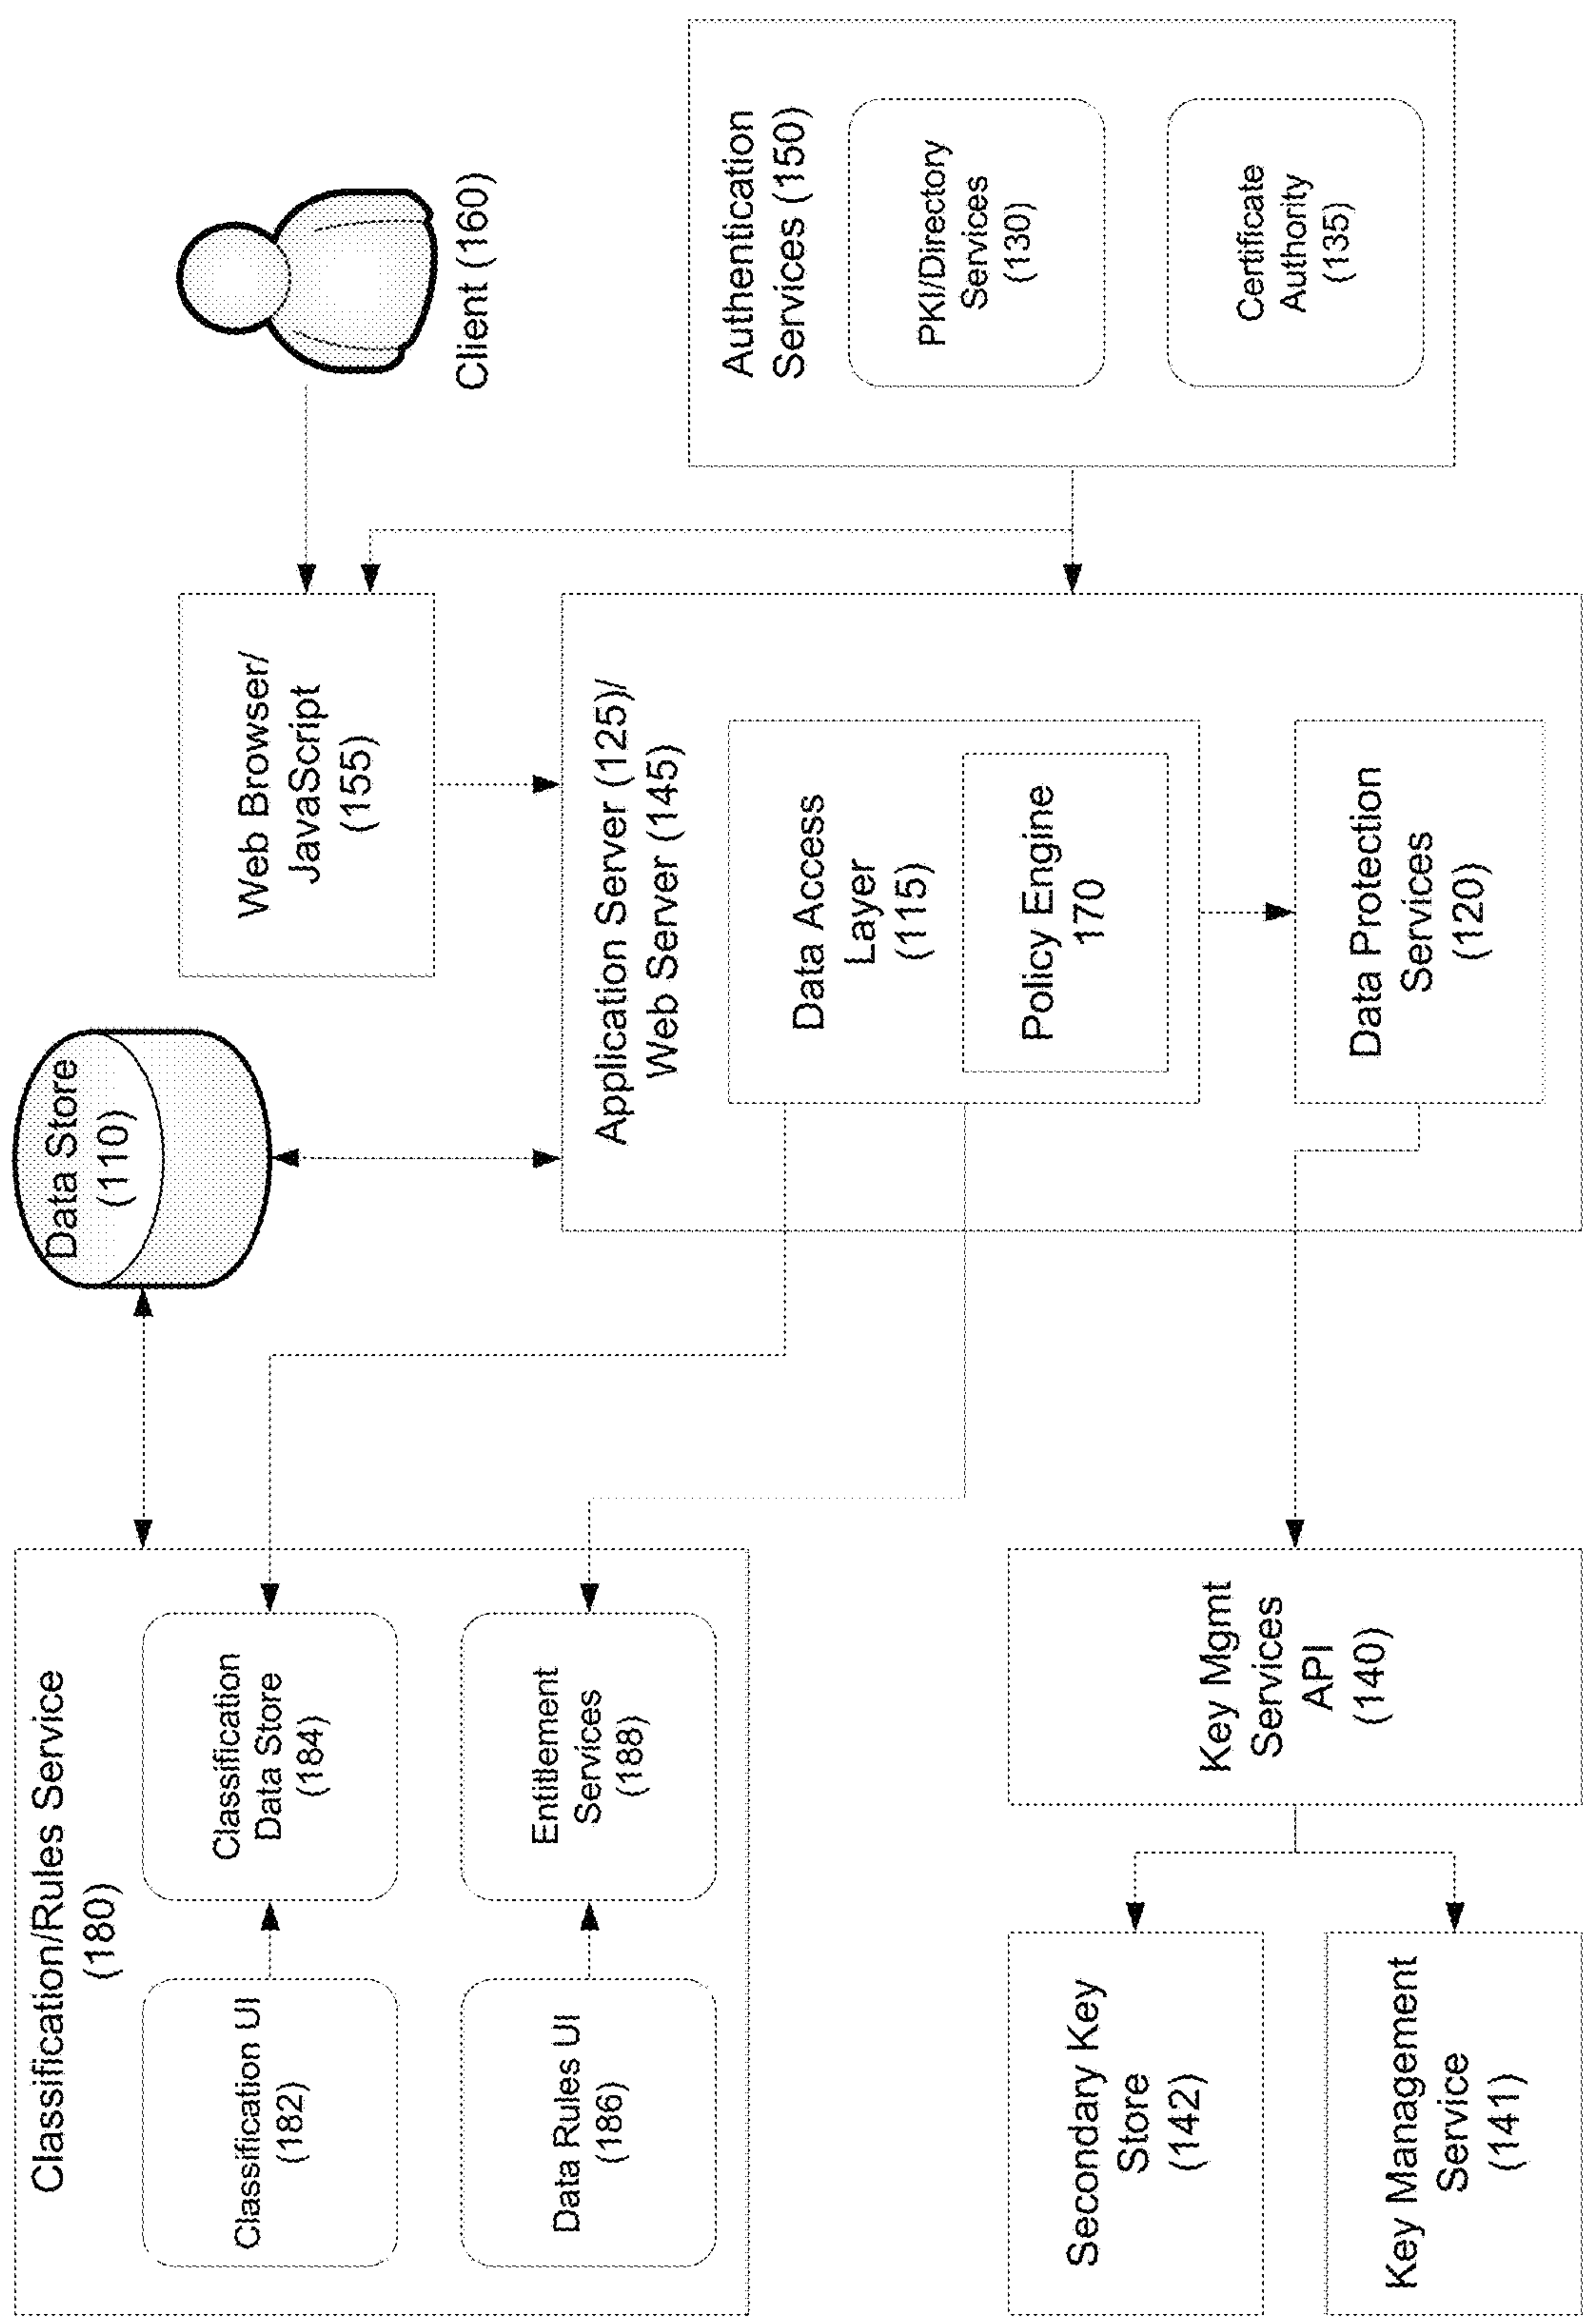 Classification/Rules Service
(180)
Classification UI
(182)
Classification
Data Store
(184)
Data Rules UI
(186)
Entitlement
Services
(188)
Data Store
(110)
Web Browser/
JavaScript
(155)
Client (160)
Application Server (125)/
Web Server (145)
Data Access
Layer
(115)
Policy Engine
170
Data Protection
Services
(120)
Authentication
Services (150)
PKI/Directory
Services
(130)
Certificate
Authority
(135)
Secondary Key
Store
(142)
Key Management
Service
(141)
Key Mgmt
Services
API
(140)